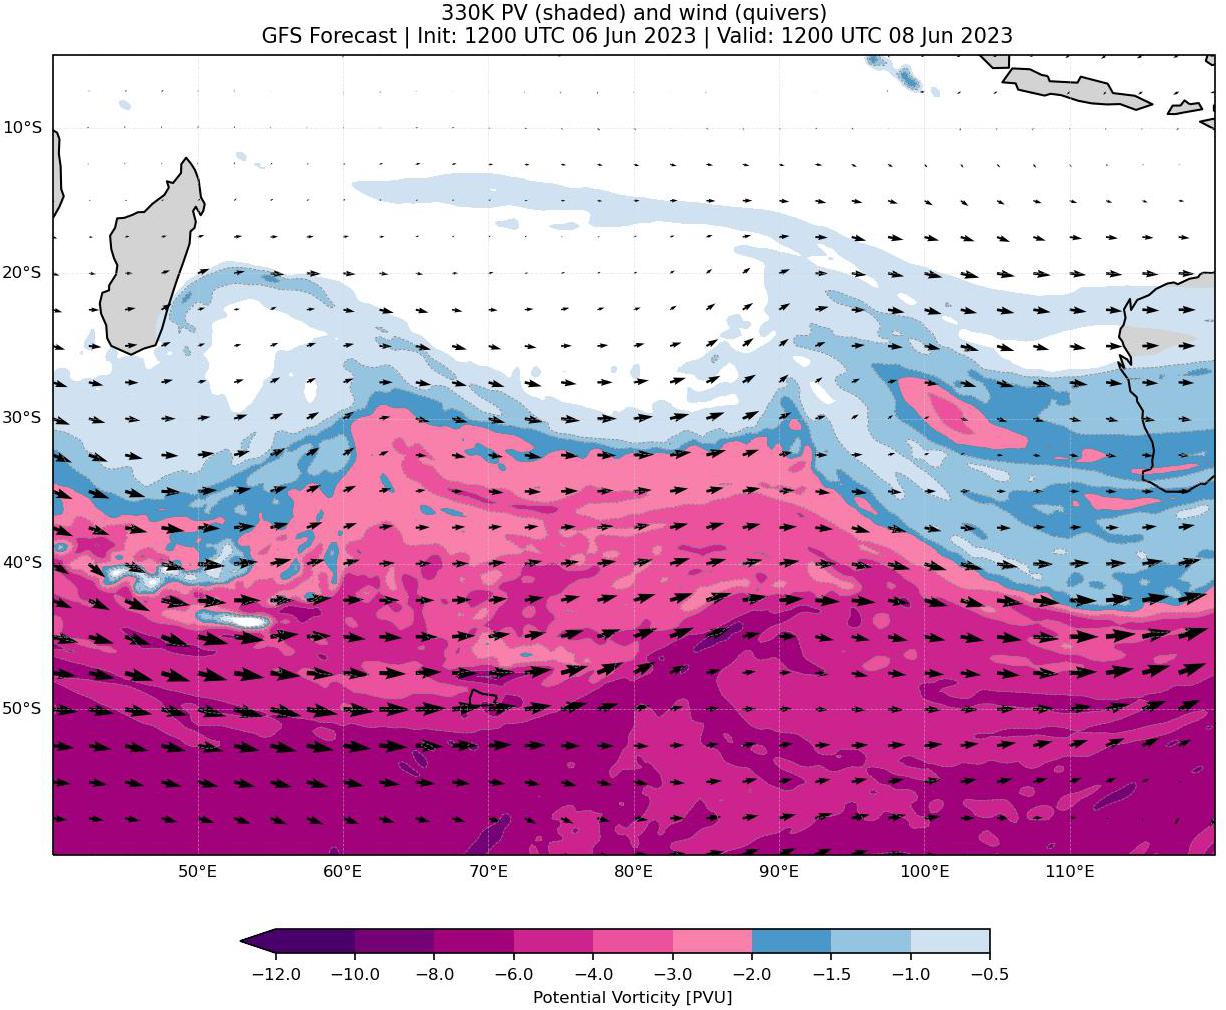 330K PV (shaded) and wind (quivers)
GFS Forecast | Init: 1200 UTC 06 Jun 2023 | Valid: 1200 UTC 08 Jun 2023
10°S
20°S
30°S
40°S
50°S
50°E 60°E 70°E 80°E 90°E 100°E 110°E
−12.0 −10.0 −8.0 −6.0 −4.0 −3.0 −2.0 −1.5 −1.0 −0.5
Potential Vorticity [PVU]